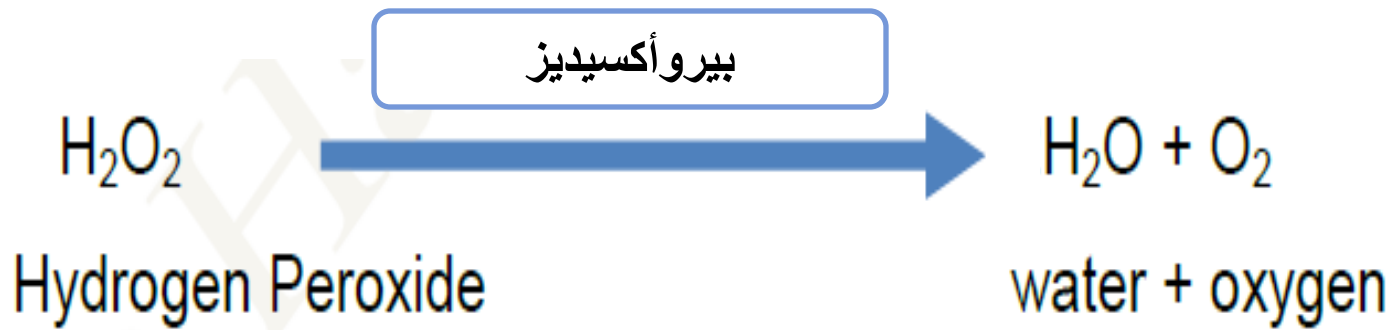 بيروأكسيديز
H₂O₂ H₂O + O₂
Hydrogen Peroxide water + oxygen